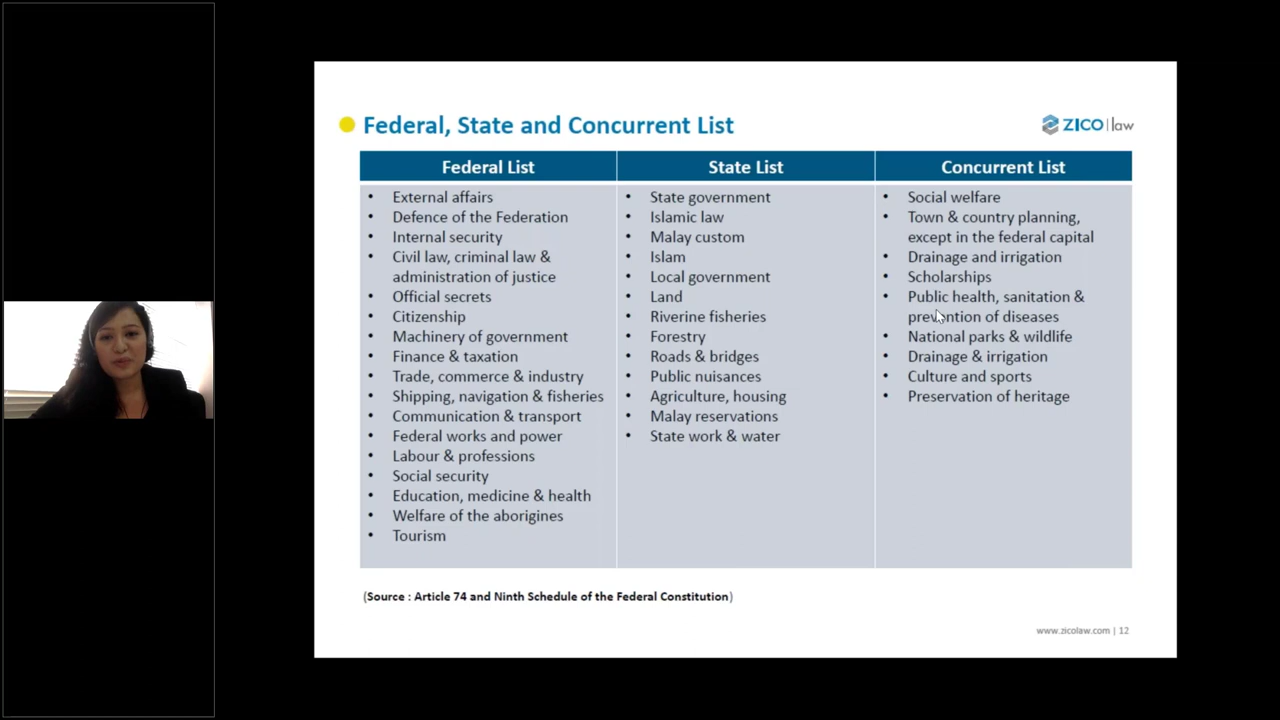 Federal, State and Concurrent List
ZICO|law
Federal List
External affairs
Defence of the Federation
Internal security
Civil law, criminal law &
administration of justice
Official secrets
Citizenship
Machinery of government
Finance & taxation
Trade, commerce & industry
Shipping, navigation & fisheries
Communication & transport
Federal works and power
Labour & professions
Social security
Education, medicine & health
Welfare of the aborigines
Tourism
State List
State government
Islamic law
Malay custom
Islam
Local government
Land
Riverine fisheries
Forestry
Roads & bridges
Public nuisances
Agriculture, housing
Malay reservations
State work & water
Concurrent List
Social welfare
Town & country planning,
except in the federal capital
Drainage and irrigation
Scholarships
Public health, sanitation &
prevention of diseases
National parks & wildlife
Drainage & irrigation
Culture and sports
Preservation of heritage
(Source : Article 74 and Ninth Schedule of the Federal Constitution)
www.zicolaw.com | 12